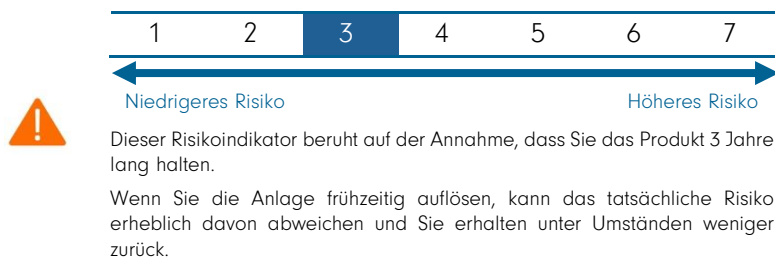 1 2 3 4 5 6 7
Niedrigeres Risiko Höheres Risiko
Dieser Risikoindikator beruht auf der Annahme, dass Sie das Produkt 3 Jahre
lang halten.
Wenn Sie die Anlage frühzeitig auflösen, kann das tatsächliche Risiko
erheblich davon abweichen und Sie erhalten unter Umständen weniger
zurück.